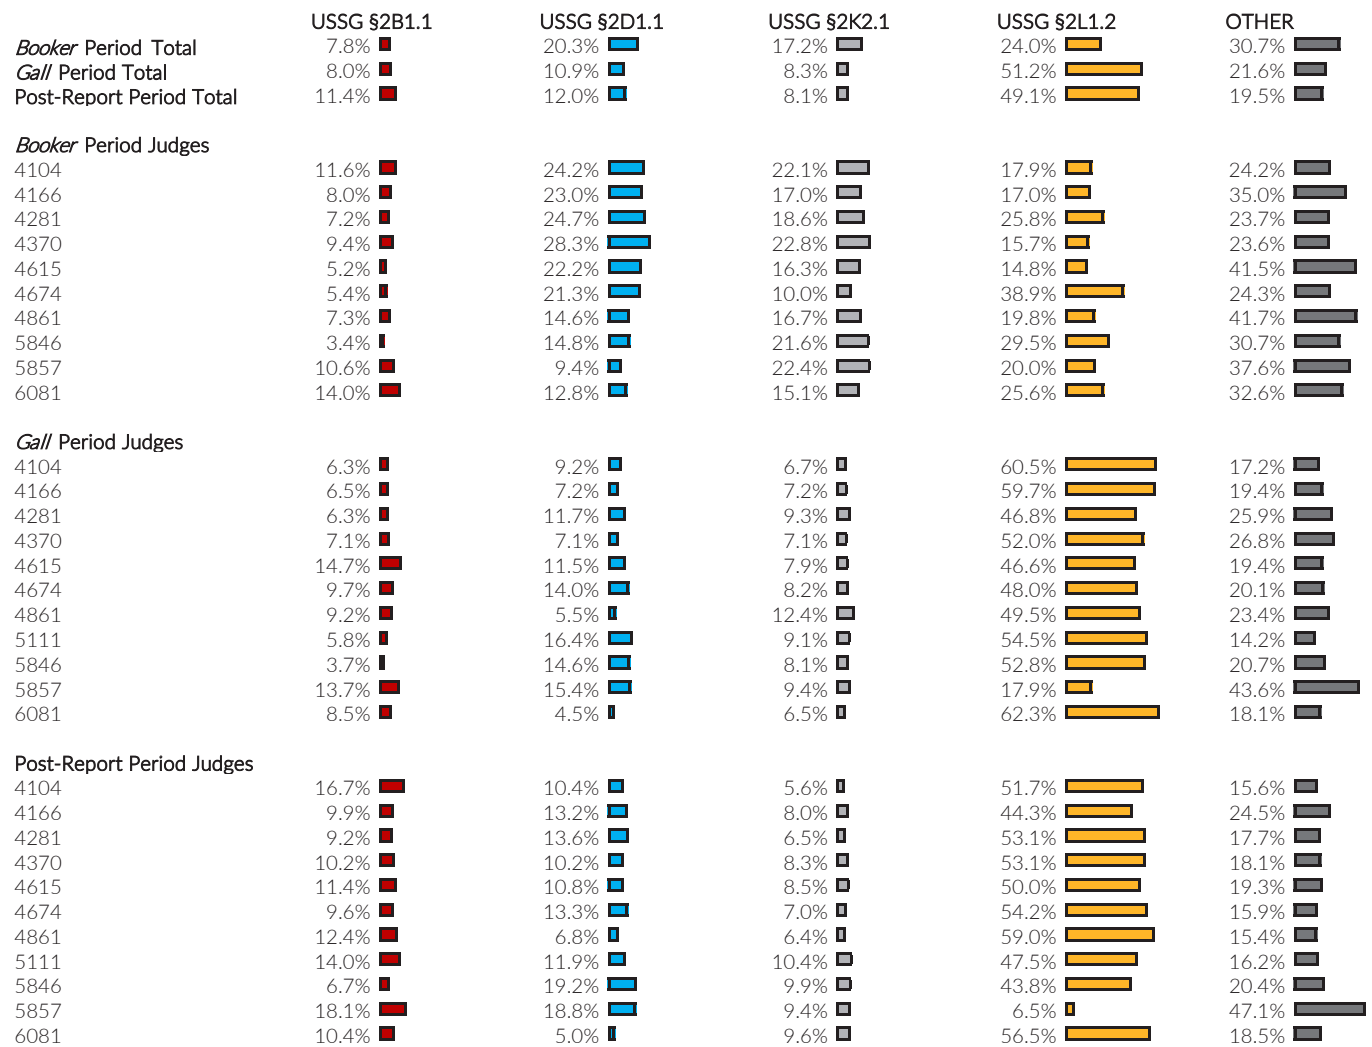 USSG §2B1.1 USSG §2D1.1 USSG §2K2.1 USSG §2L1.2 OTHER
Booker Period Total 7.8% 20.3% 17.2% 24.0% 30.7%
Gall Period Total 8.0% 10.9% 8.3% 51.2% 21.6%
Post-Report Period Total 11.4% 12.0% 8.1% 49.1% 19.5%
Booker Period Judges
4104 11.6% 24.2% 22.1% 17.9% 24.2%
4166 8.0% 23.0% 17.0% 17.0% 35.0%
4281 7.2% 24.7% 18.6% 25.8% 23.7%
4370 9.4% 28.3% 22.8% 15.7% 23.6%
4615 5.2% 22.2% 16.3% 14.8% 41.5%
4674 5.4% 21.3% 10.0% 38.9% 24.3%
4861 7.3% 14.6% 16.7% 19.8% 41.7%
5846 3.4% 14.8% 21.6% 29.5% 30.7%
5857 10.6% 9.4% 22.4% 20.0% 37.6%
6081 14.0% 12.8% 15.1% 25.6% 32.6%
Gall Period Judges
4104 6.3% 9.2% 6.7% 60.5% 17.2%
4166 6.5% 7.2% 7.2% 59.7% 19.4%
4281 6.3% 11.7% 9.3% 46.8% 25.9%
4370 7.1% 7.1% 7.1% 52.0% 26.8%
4615 14.7% 11.5% 7.9% 46.6% 19.4%
4674 9.7% 14.0% 8.2% 48.0% 20.1%
4861 9.2% 5.5% 12.4% 49.5% 23.4%
5111 5.8% 16.4% 9.1% 54.5% 14.2%
5846 3.7% 14.6% 8.1% 52.8% 20.7%
5857 13.7% 15.4% 9.4% 17.9% 43.6%
6081 8.5% 4.5% 6.5% 62.3% 18.1%
Post-Report Period Judges
4104 16.7% 10.4% 5.6% 51.7% 15.6%
4166 9.9% 13.2% 8.0% 44.3% 24.5%
4281 9.2% 13.6% 6.5% 53.1% 17.7%
4370 10.2% 10.2% 8.3% 53.1% 18.1%
4615 11.4% 10.8% 8.5% 50.0% 19.3%
4674 9.6% 13.3% 7.0% 54.2% 15.9%
4861 12.4% 6.8% 6.4% 59.0% 15.4%
5111 14.0% 11.9% 10.4% 47.5% 16.2%
5846 6.7% 19.2% 9.9% 43.8% 20.4%
5857 18.1% 18.8% 9.4% 6.5% 47.1%
6081 10.4% 5.0% 9.6% 56.5% 18.5%